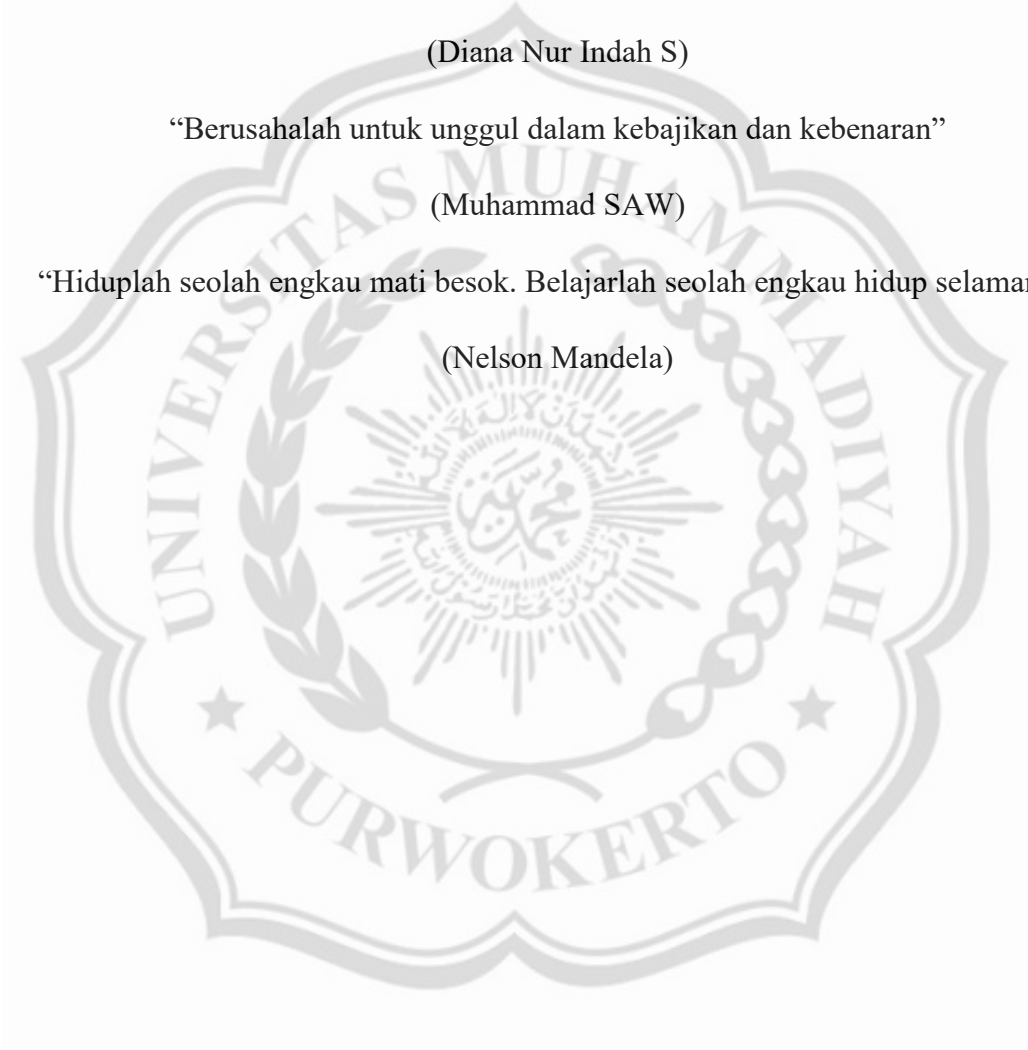 (Diana Nur Indah S)
“Berusahalah untuk unggul dalam kebajikan dan kebenaran”
(Muhammad SAW)
“Hiduplah seolah engkau mati besok. Belajarlah seolah engkau hidup
(Nelson Mandela)
UNIVERSITAS MUHAMMADIYAH
PURWOKERTO